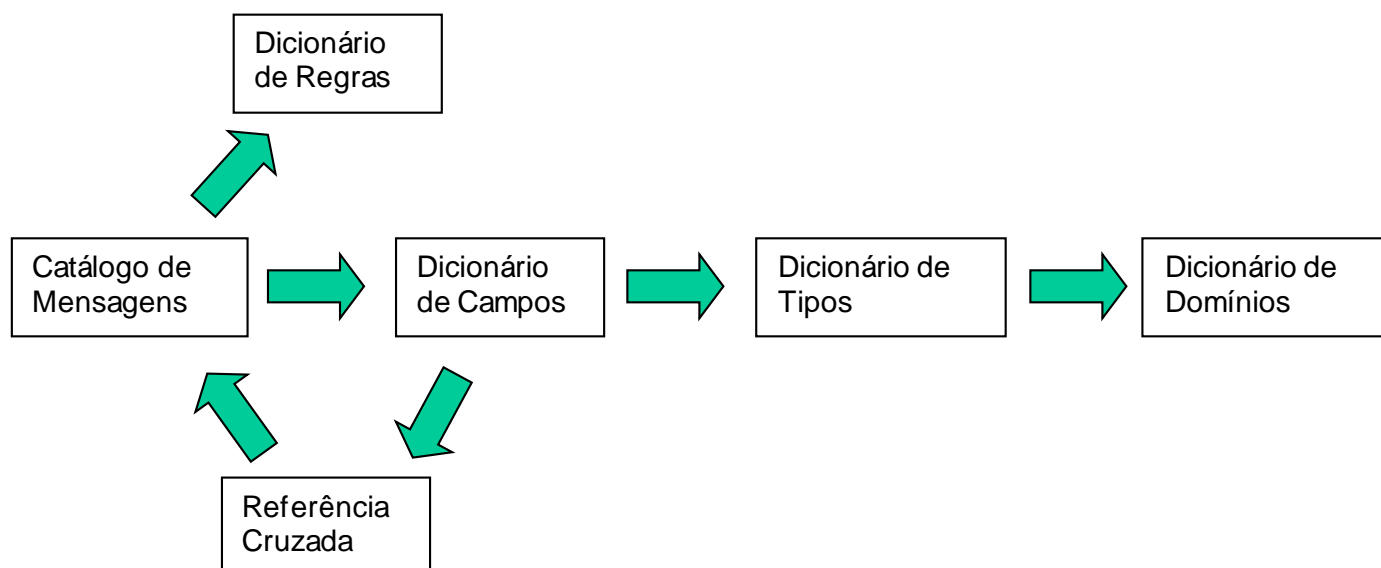 Dicionário
de Regras
Catálogo de
Mensagens
Dicionário
de Campos
Dicionário de
Tipos
Dicionário de
Domínios
Referência
Cruzada